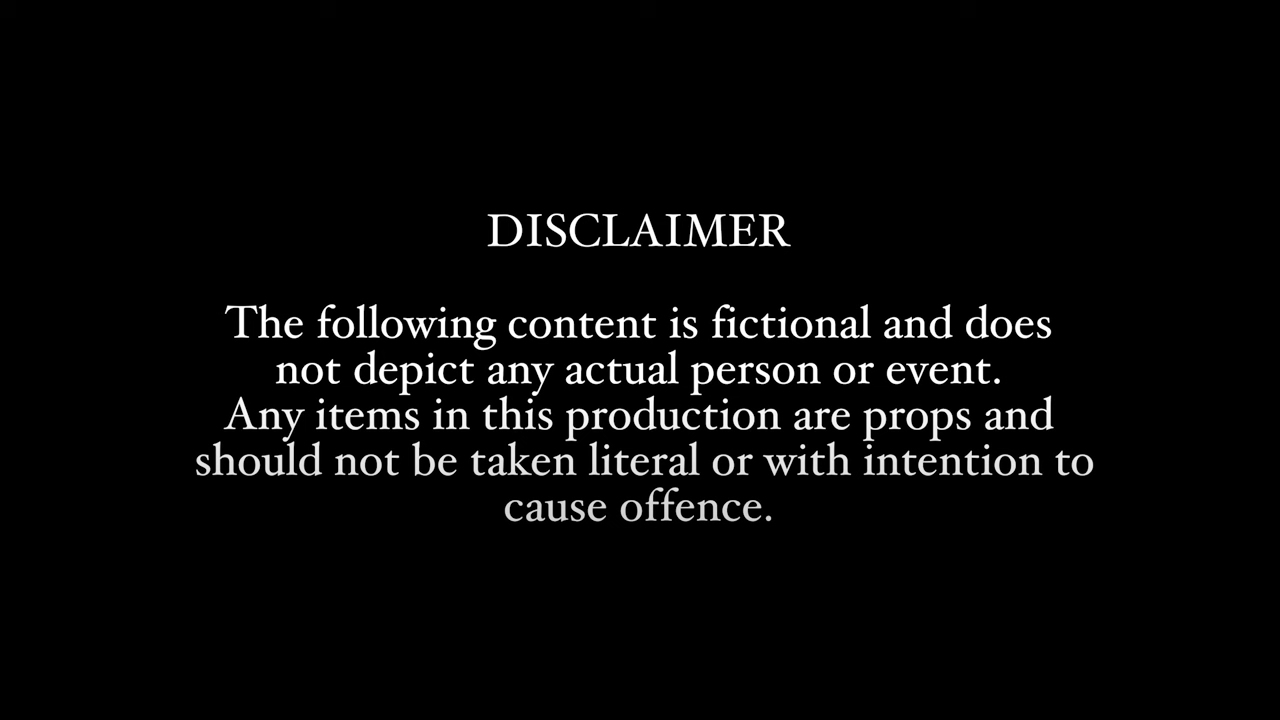 DISCLAIMER
The following content is fictional and does
not depict any actual person or event.
Any items in this production are props and
should not be taken literal or with intention to
cause offence.